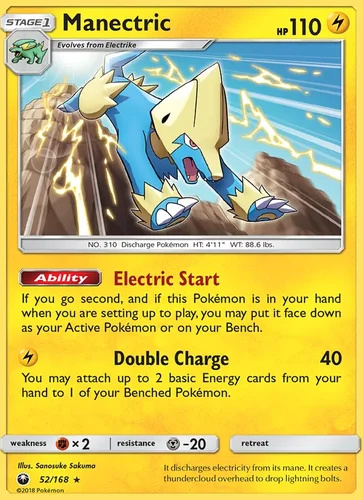 STAGE 1 Manectric HP 110
Evolves from Electrike
NO. 310 Discharge Pokémon HT: 4'11" WT: 88.6 lbs.
Ability Electric Start
If you go second, and if this Pokémon is in your hand
when you are setting up to play, you may put it face down
as your Active Pokémon or on your Bench.
Double Charge 40
You may attach up to 2 basic Energy cards from your
hand to 1 of your Benched Pokémon.
weakness × 2 resistance -20 retreat
Illus. Sanosuke Sakuma
52/168 ★
©2018 Pokémon
It discharges electricity from its mane. It creates a
thundercloud overhead to drop lightning bolts.